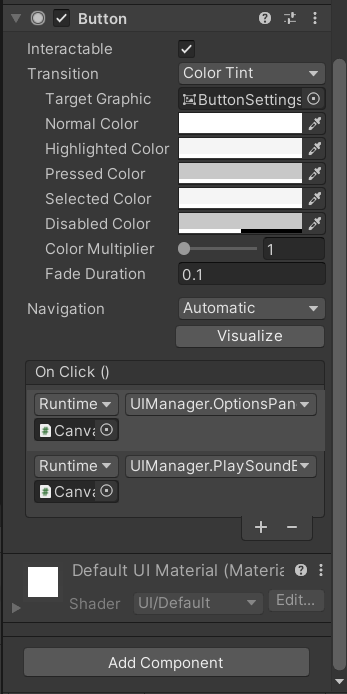 Button
Interactable
Transition Color Tint
Target Graphic ButtonSettings
Normal Color
Highlighted Color
Pressed Color
Selected Color
Disabled Color
Color Multiplier 1
Fade Duration 0.1
Navigation Automatic
Visualize
On Click ()
Runtime UIManager.OptionsPan
Canva
Runtime UIManager.PlaySoundE
Canva
+ −
Default UI Material (Materia
Shader UI/Default Edit...
Add Component